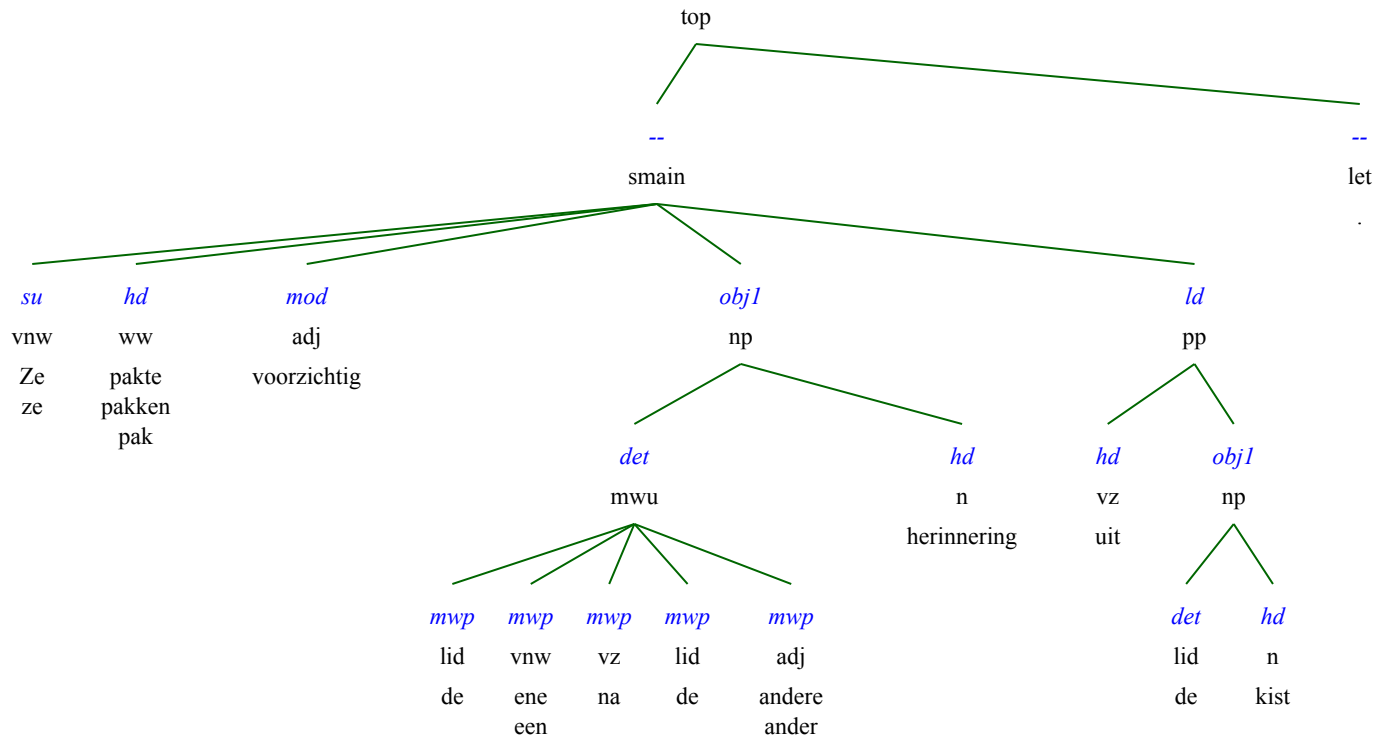 top
-- --
smain let
.
su hd mod obj1 ld
vnw ww adj np pp
Ze pakte voorzichtig
ze pakken
pak
det hd hd obj1
mwu n vz np
herinnering uit
mwp mwp mwp mwp mwp det hd
lid vnw vz lid adj lid n
de ene na de andere de kist
een ander